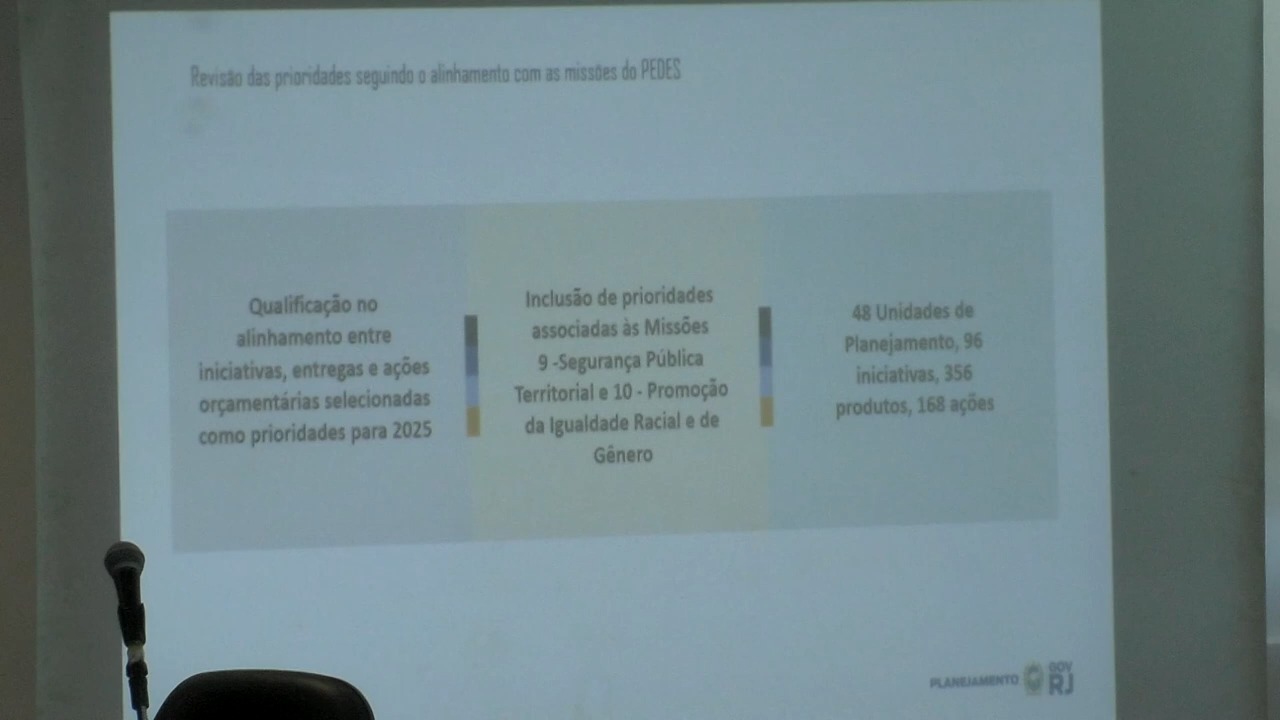 Revisão das prioridades seguindo o alinhamento com as missões do PEDES
Qualificação no
alinhamento entre
iniciativas, entregas e ações
orçamentárias selecionadas
como prioridades para 2025
Inclusão de prioridades
associadas às Missões
9 -Segurança Pública
Territorial e 10 - Promoção
da Igualdade Racial e de
Gênero
48 Unidades de
Planejamento, 96
iniciativas, 356
produtos, 168 ações
PLANEJAMENTO
GOV
RJ